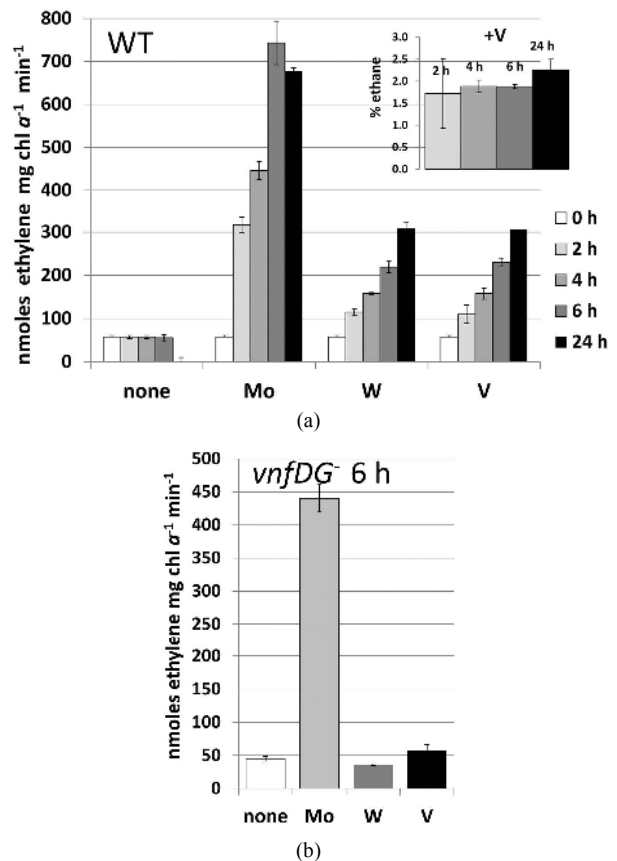 WT
+V
% ethane
3.0
2.5
2.0
1.5
1.0
0.5
0.0
2 h
4 h
6 h
24 h
nmoles ethylene mg chl a⁻¹ min⁻¹
800
700
600
500
400
300
200
100
0
none Mo W V
0 h
2 h
4 h
6 h
24 h
(a)
vnfDG⁻ 6 h
nmoles ethylene mg chl a⁻¹ min⁻¹
500
450
400
350
300
250
200
150
100
50
0
none Mo W V
(b)